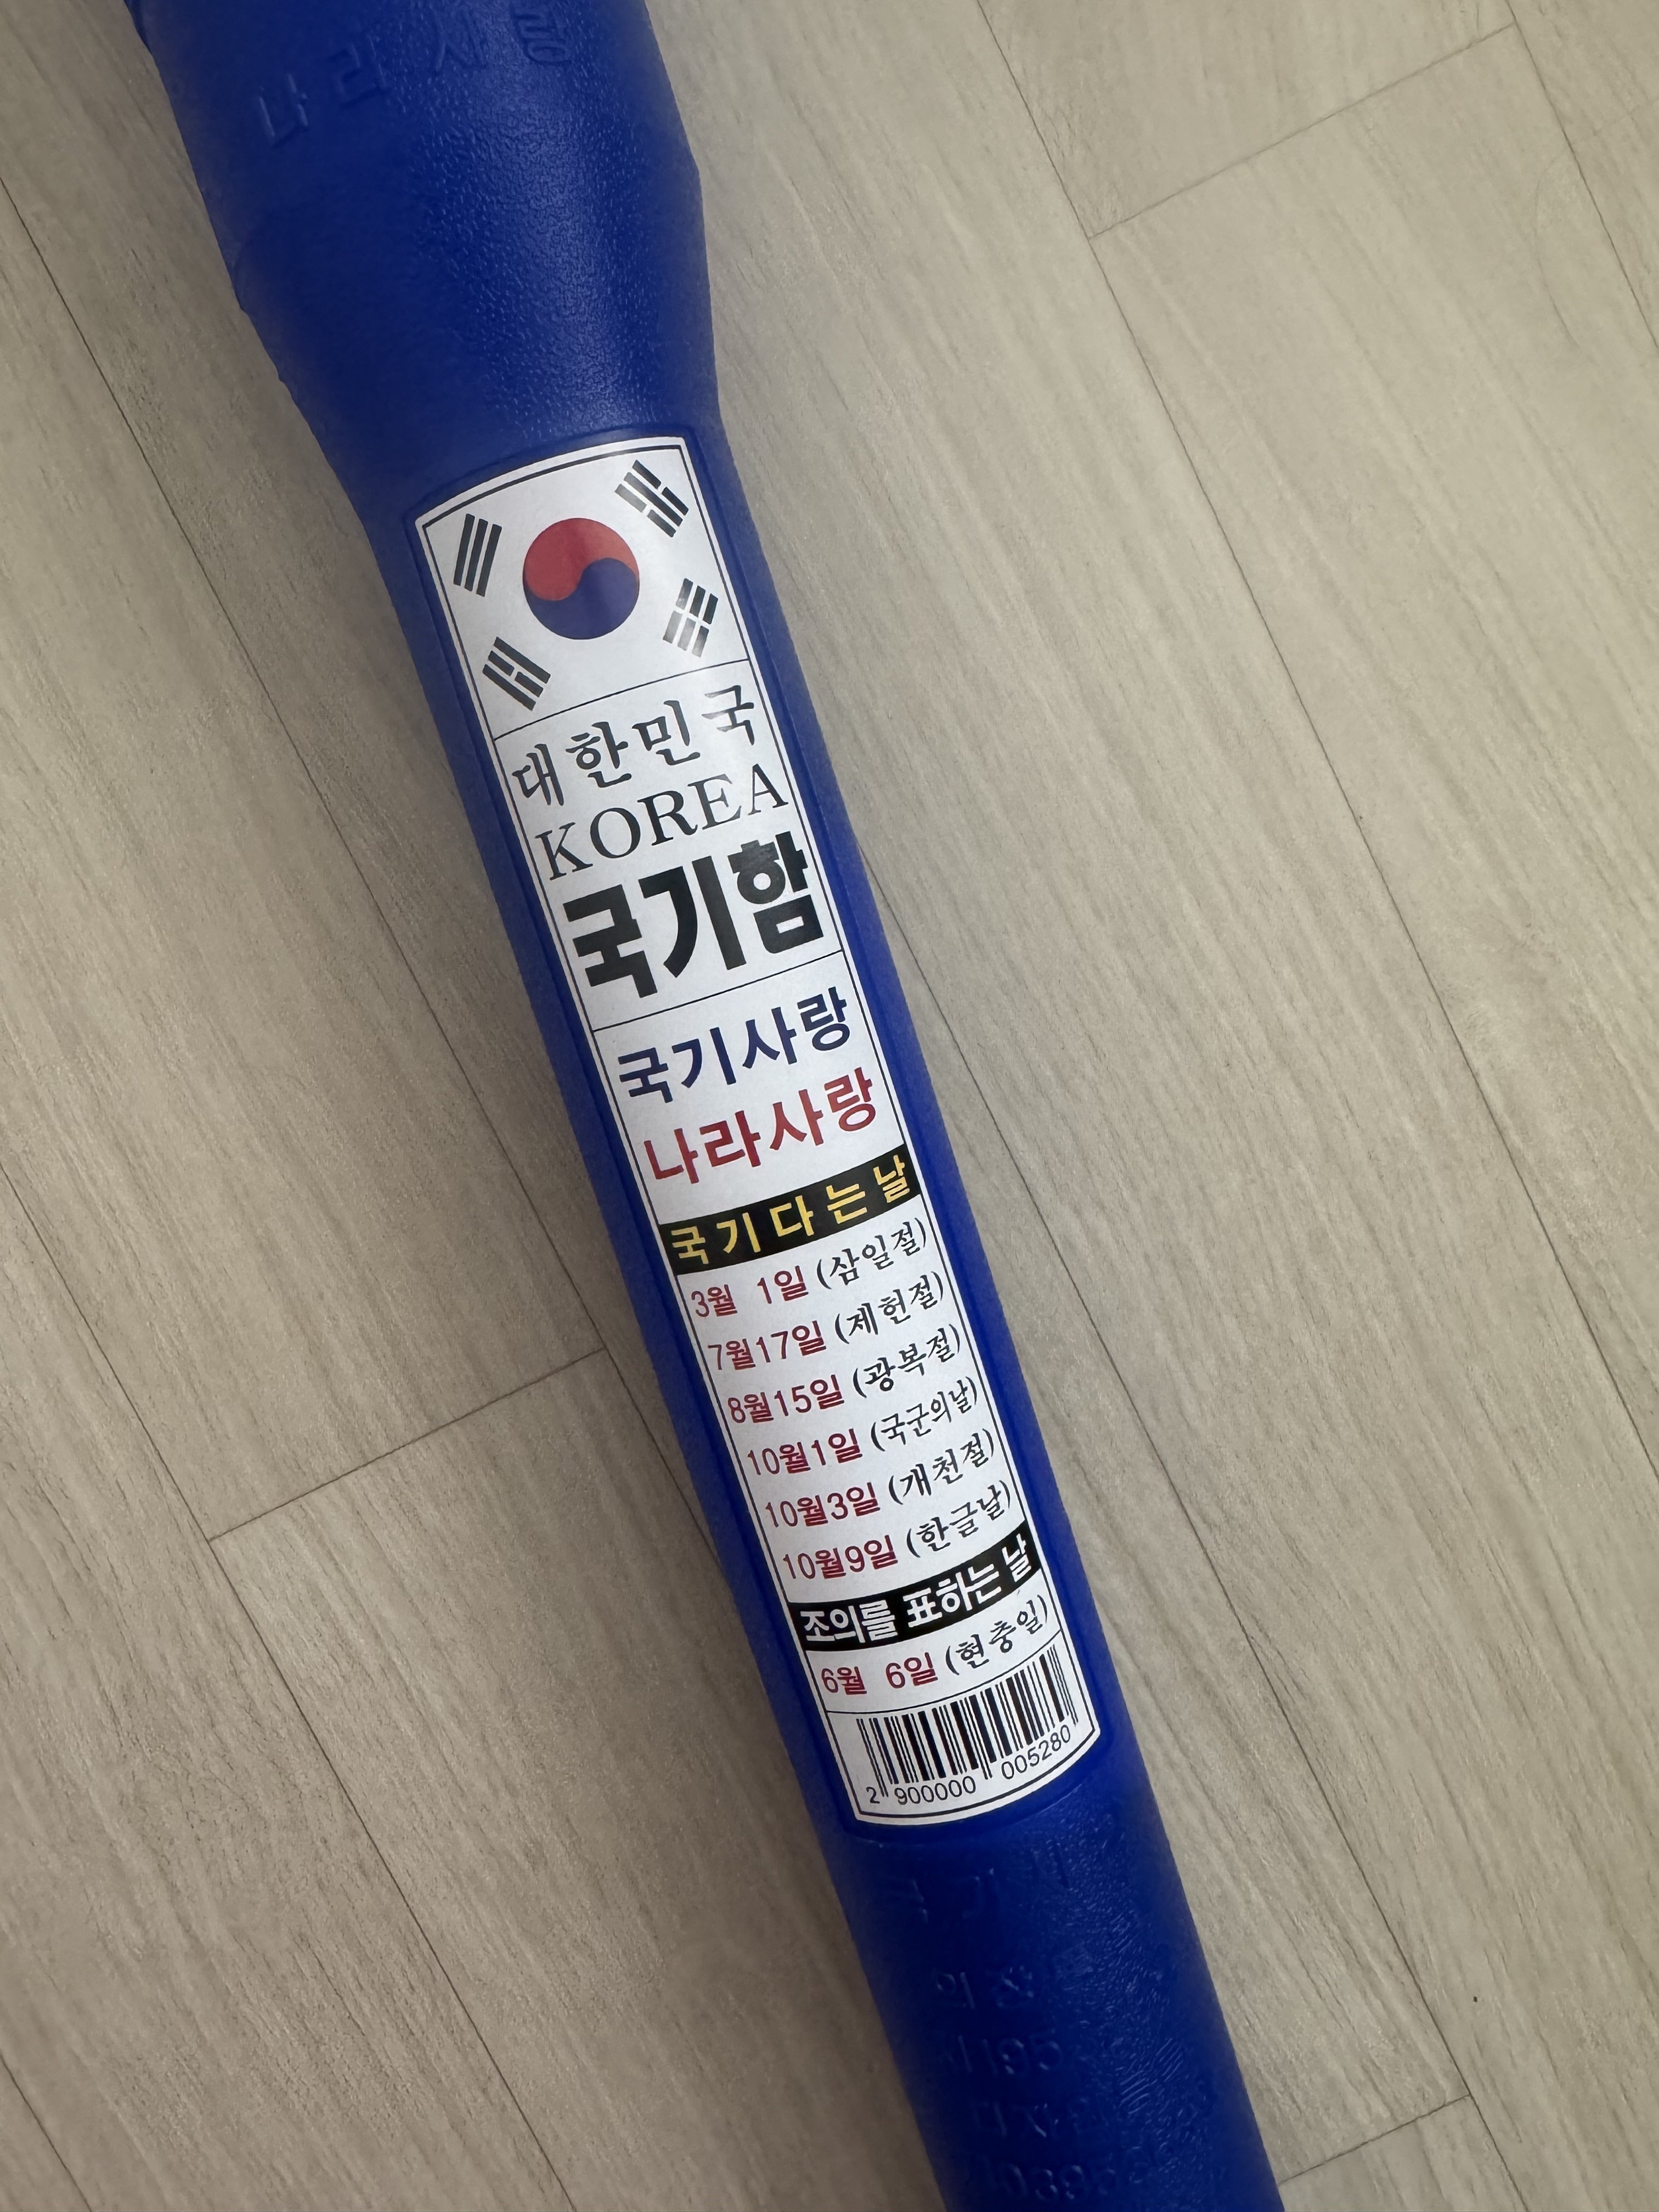 나라사랑
대한민국
KOREA
국기함
국기사랑
나라사랑
국기다는날
3월 1일 (삼일절)
7월17일 (제헌절)
8월15일 (광복절)
10월1일 (국군의날)
10월3일 (개천절)
10월9일 (한글날)
조의를 표하는 날
6월 6일 (현충일)
2 900000 005280